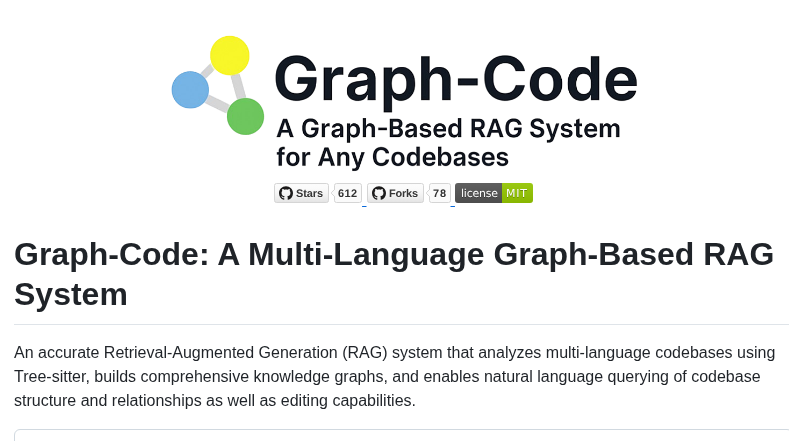 Graph-Code
A Graph-Based RAG System
for Any Codebases
Stars 612 Forks 78 license MIT
Graph-Code: A Multi-Language Graph-Based RAG
System
An accurate Retrieval-Augmented Generation (RAG) system that analyzes multi-language codebases using
Tree-sitter, builds comprehensive knowledge graphs, and enables natural language querying of codebase
structure and relationships as well as editing capabilities.